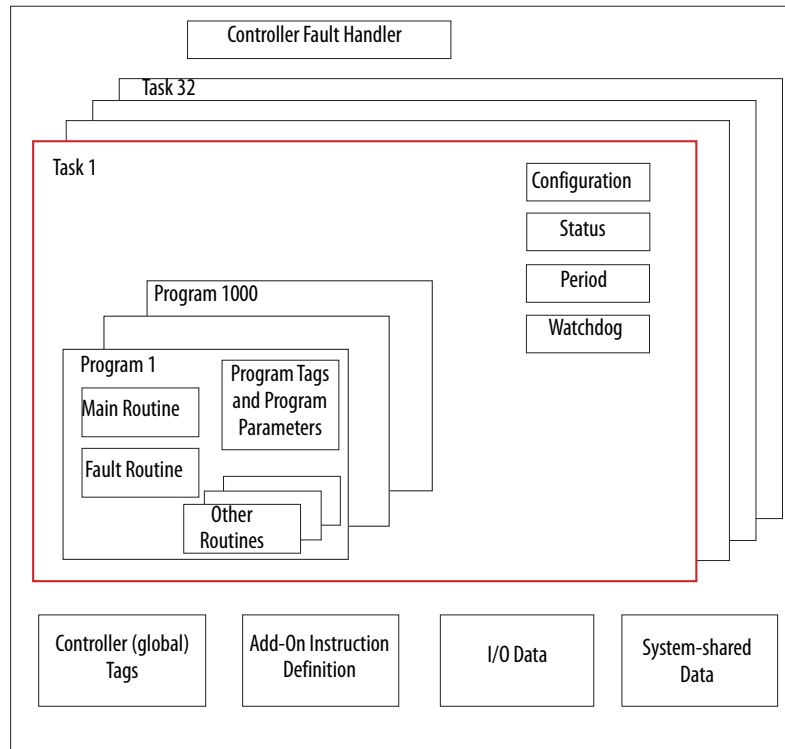 Controller Fault Handler
Task 32
Task 1
Configuration
Status
Period
Watchdog
Program 1000
Program 1
Main Routine
Fault Routine
Program Tags
and Program
Parameters
Other
Routines
Controller (global)
Tags
Add-On Instruction
Definition
I/O Data
System-shared
Data